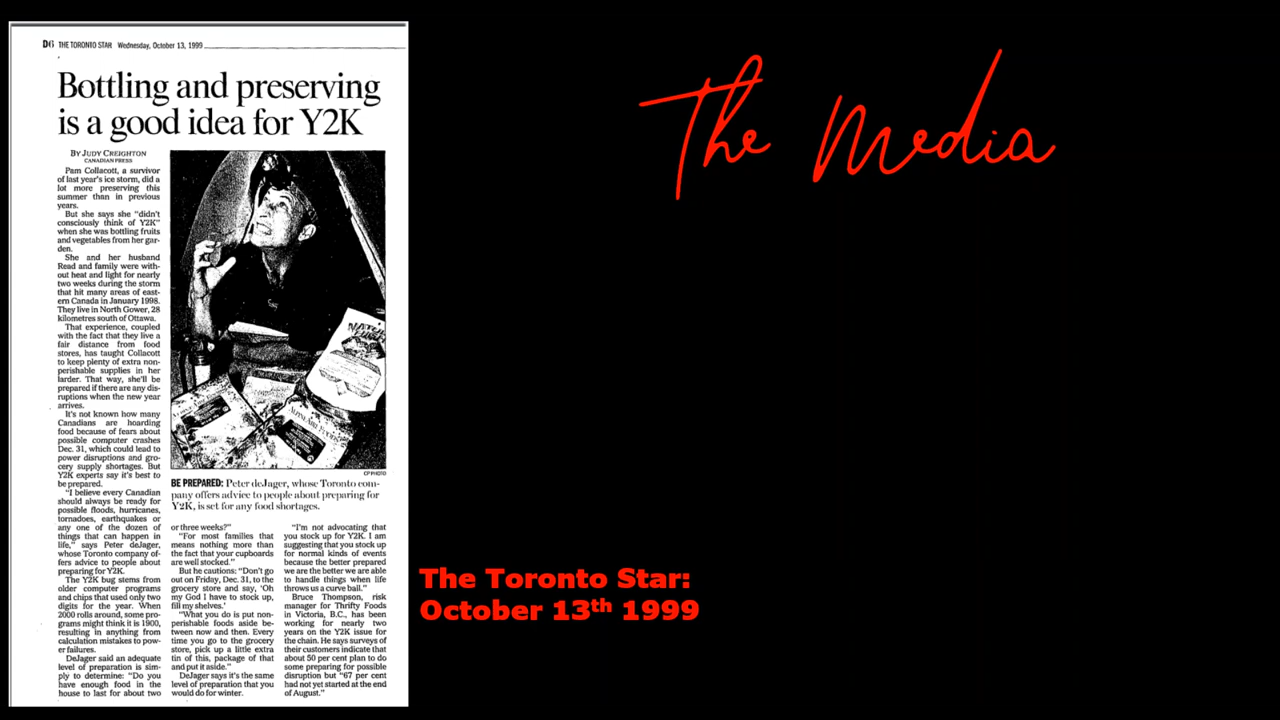 D6 THE TORONTO STAR Wednesday, October 13, 1999
Bottling and preserving
is a good idea for Y2K
BY JUDY CREIGHTON
CANADIAN PRESS
Pam Collacott, a survivor
of last year's ice storm, did a
lot more preserving this
summer than in previous
years.
But she says she "didn't
consciously think of Y2K"
when she was bottling fruits
and vegetables from her gar-
den.
She and her husband
Read and family were with-
out heat and light for nearly
two weeks during the storm
that hit many areas of east-
ern Canada in January 1998.
They live in North Gower, 28
kilometres south of Ottawa.
That experience, coupled
with the fact that they live a
fair distance from food
stores, has taught Collacott
to keep plenty of extra non-
perishable supplies in her
larder. That way, she'll be
prepared if there are any dis-
ruptions when the new year
arrives.
It's not known how many
Canadians are hoarding
food because of fears about
possible computer crashes
Dec. 31, which could lead to
power disruptions and gro-
cery supply shortages. But
Y2K experts say it's best to
be prepared.
"I believe every Canadian
should always be ready for
possible floods, hurricanes,
tornadoes, earthquakes or
any one of the dozen of
things that can happen in
life," says Peter deJager,
whose Toronto company of-
fers advice to people about
preparing for Y2K.
The Y2K bug stems from
older computer programs
and chips that used only two
digits for the year. When
2000 rolls around, some pro-
grams might think it is 1900,
resulting in anything from
calculation mistakes to pow-
er failures.
DeJager said an adequate
level of preparation is sim-
ply to determine: "Do you
have enough food in the
house to last for about two
CP PHOTO
BE PREPARED: Peter deJager, whose Toronto com-
pany offers advice to people about preparing for
Y2K, is set for any food shortages.
or three weeks?"
"For most families that
means nothing more than
the fact that your cupboards
are well stocked."
But he cautions: "Don't go
out on Friday, Dec. 31, to the
grocery store and say, 'Oh
my God I have to stock up,
fill my shelves.'
"What you do is put non-
perishable foods aside be-
tween now and then. Every
time you go to the grocery
store, pick up a little extra
tin of this, package of that
and put it aside."
DeJager says it's the same
level of preparation that you
would do for winter.
"I'm not advocating that
you stock up for Y2K. I am
suggesting that you stock up
for normal kinds of events
because the better prepared
we are the better we are able
to handle things when life
throws us a curve ball."
Bruce Thompson, risk
manager for Thrifty Foods
in Victoria, B.C., has been
working for nearly two
years on the Y2K issue for
the chain. He says surveys of
their customers indicate that
about 50 per cent plan to do
some preparing for possible
disruption but "67 per cent
had not yet started at the end
of August."
The Media
The Toronto Star:
October 13th 1999